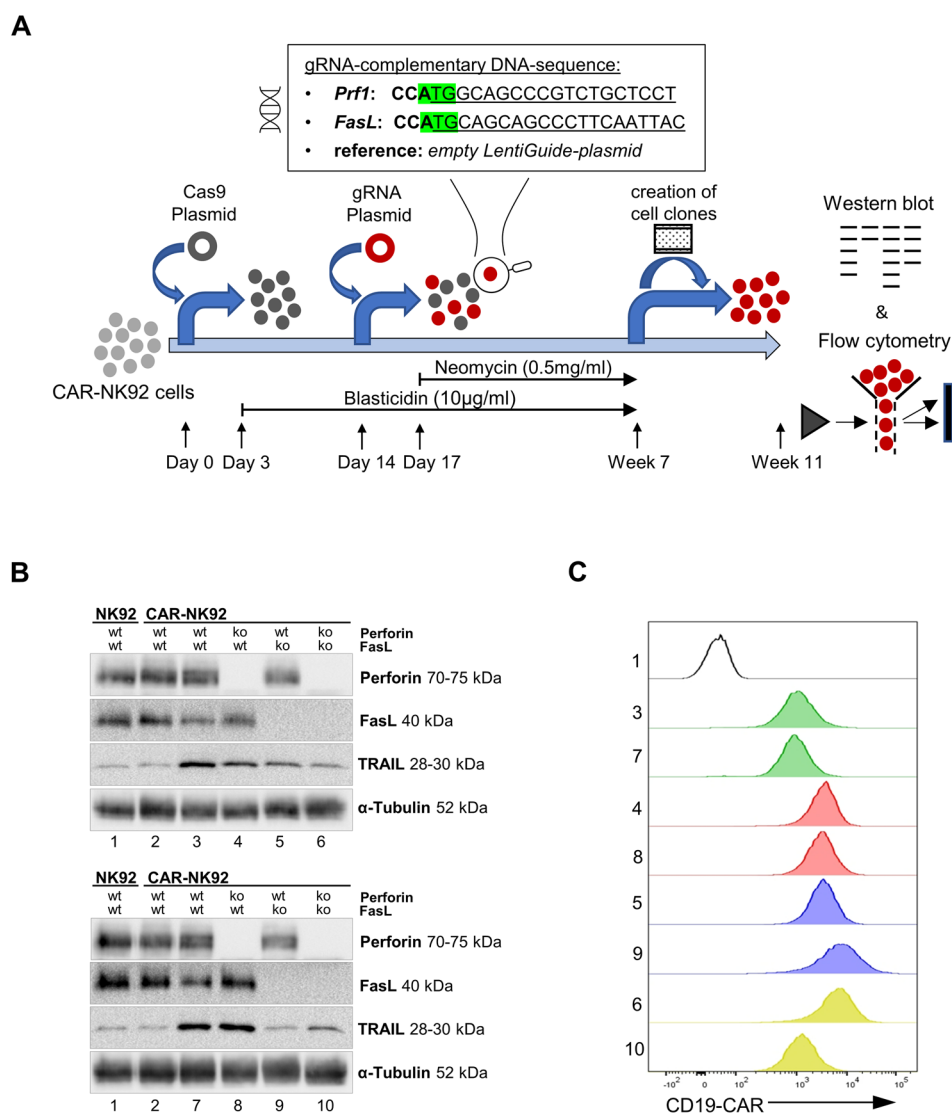 A
gRNA-complementary DNA-sequence:
• Prf1: CCATGGCAGCCCGTCTGCTCCT
• FasL: CCATGCAGCAGCCCTTCAATTAC
• reference: empty LentiGuide-plasmid
Cas9
Plasmid
gRNA
Plasmid
creation of
cell clones
Western blot
&
Flow cytometry
CAR-NK92 cells
Neomycin (0.5mg/ml)
Blasticidin (10µg/ml)
Day 0 Day 3 Day 14 Day 17 Week 7 Week 11
B
NK92 CAR-NK92
wt wt wt ko wt ko Perforin
wt wt wt wt ko ko FasL
Perforin 70-75 kDa
FasL 40 kDa
TRAIL 28-30 kDa
α-Tubulin 52 kDa
1 2 3 4 5 6
NK92 CAR-NK92
wt wt wt ko wt ko Perforin
wt wt wt wt ko ko FasL
Perforin 70-75 kDa
FasL 40 kDa
TRAIL 28-30 kDa
α-Tubulin 52 kDa
1 2 7 8 9 10
C
1
3
7
4
8
5
9
6
10
-10² 0 10² 10³ 10⁴ 10⁵
CD19-CAR